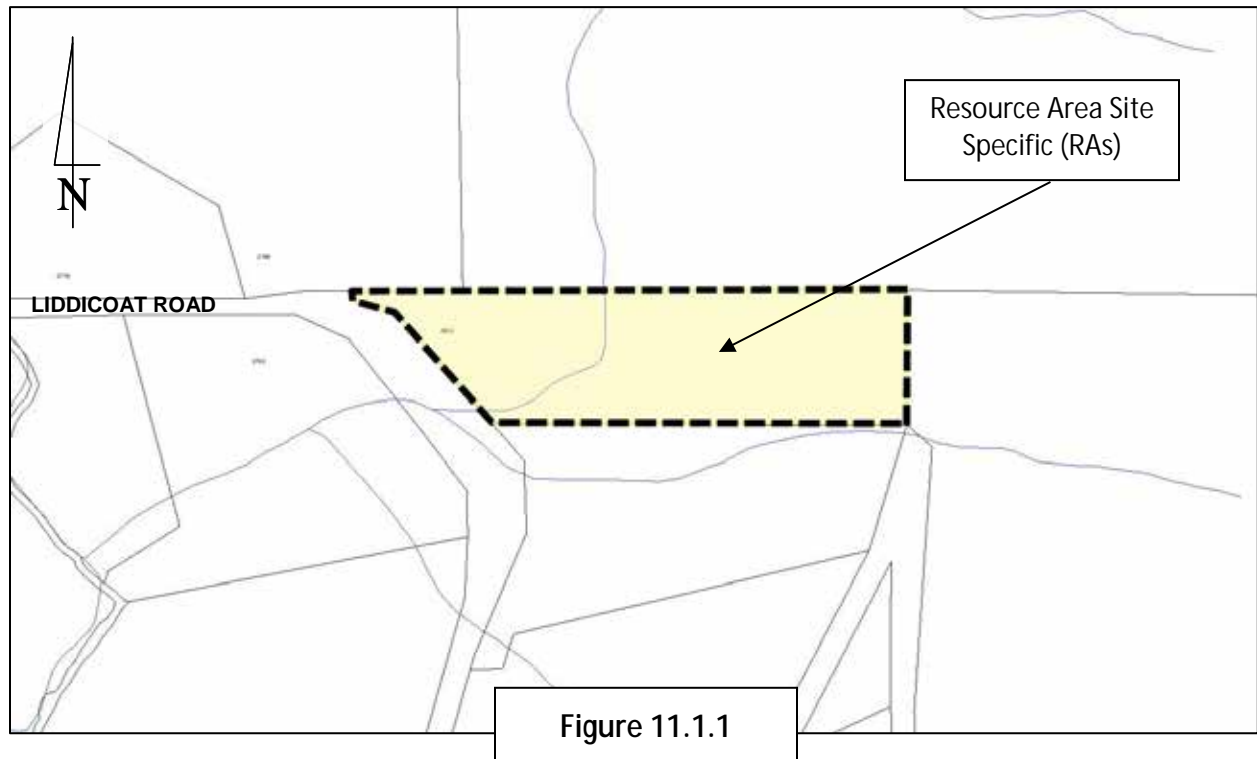 Resource Area Site
Specific (RAs)
N
LIDDICOAT ROAD
Figure 11.1.1